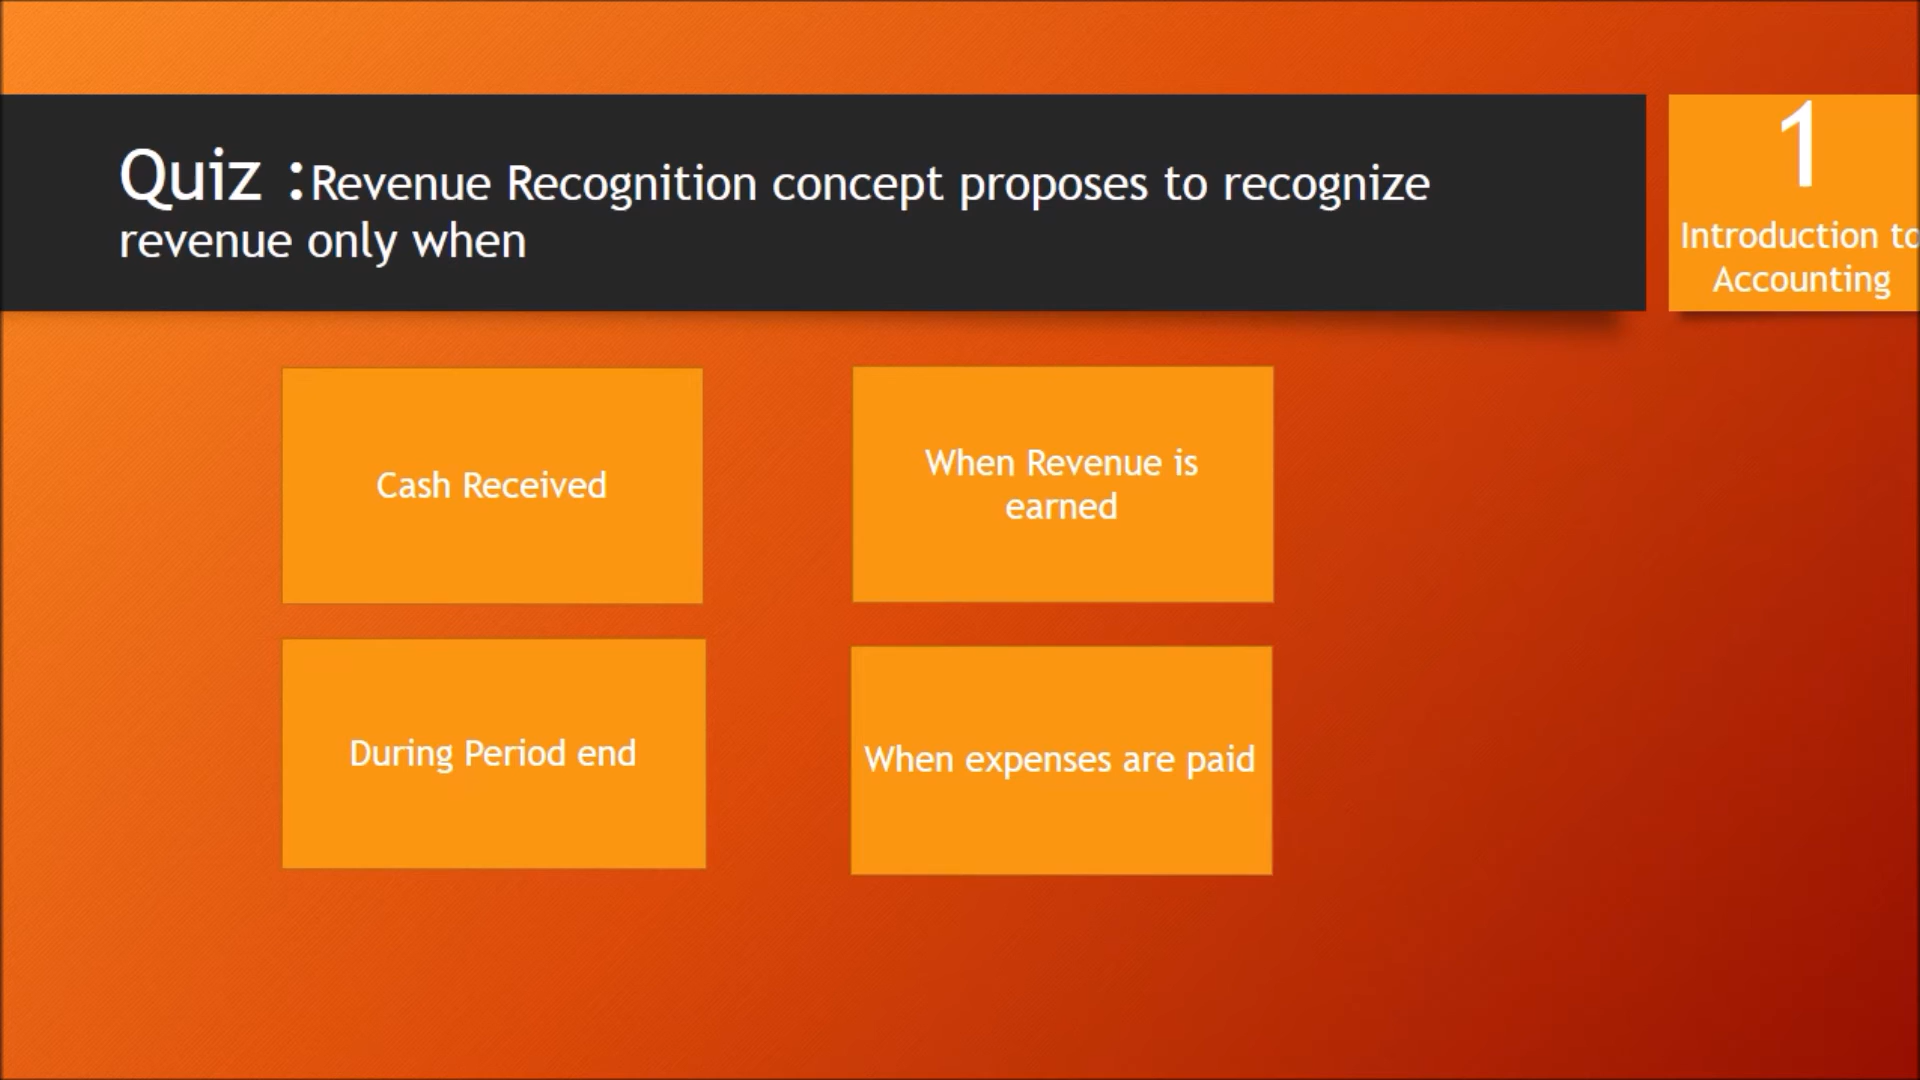 Quiz :Revenue Recognition concept proposes to recognize
revenue only when
1
Introduction to
Accounting
Cash Received
When Revenue is
earned
During Period end
When expenses are paid